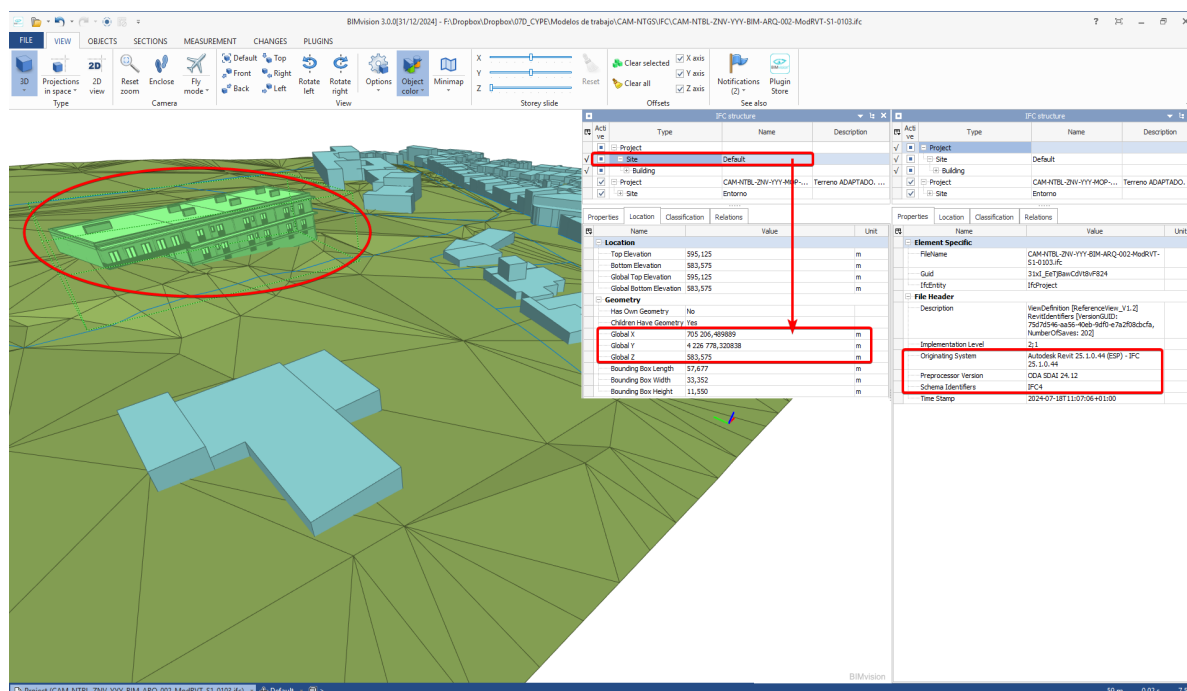 BIMvision 3.0.0[31/12/2024] - F:\Dropbox\Dropbox\07D_CYPE\Modelos de trabajo\CAM-NTGS\IFC\CAM-NTBL-ZNV-YYY-BIM-ARQ-002-ModRVT-S1-0103.ifc
FILE VIEW OBJECTS SECTIONS MEASUREMENT CHANGES PLUGINS
3D Projections in space 2D view Reset zoom Enclose Fly mode Default Top Front Right Back Left Rotate left Rotate right Options Object color Minimap X Y Z Reset Clear selected Clear all X axis Y axis Z axis Notifications (2) Plugin Store
Type Camera View Storey slide Offsets See also
IFC structure
Active Type Name Description
Project
Site Default
Building
Project CAM-NTBL-ZNV-YYY-MOP-... Terreno ADAPTADO. ...
Site Entorno
Properties Location Classification Relations
Name Value Unit
Location
Top Elevation 595,125 m
Bottom Elevation 583,575 m
Global Top Elevation 595,125 m
Global Bottom Elevation 583,575 m
Geometry
Has Own Geometry No
Children Have Geometry Yes
Global X 705 206,489889 m
Global Y 4 226 778,320838 m
Global Z 583,575 m
Bounding Box Length 57,677 m
Bounding Box Width 33,352 m
Bounding Box Height 11,550 m
IFC structure
Active Type Name Description
Project
Site Default
Building
Project CAM-NTBL-ZNV-YYY-MOP-... Terreno ADAPTADO.
Site Entorno
Properties Location Classification Relations
Name Value Unit
Element Specific
FileName CAM-NTBL-ZNV-YYY-BIM-ARQ-002-ModRVT-
S1-0103.ifc
Guid 31xI_EeTjBawCdVt8vF824
IfcEntity IfcProject
File Header
Description ViewDefinition [ReferenceView_V1.2]
RevitIdentifiers [VersionGUID:
75d7d546-aa56-40eb-9df0-e7a2f08cbcfa,
NumberOfSaves: 202]
Implementation Level 2;1
Originating System Autodesk Revit 25.1.0.44 (ESP) - IFC
25.1.0.44
Preprocessor Version ODA SDAI 24.12
Schema Identifiers IFC4
Time Stamp 2024-07-18T11:07:06+01:00
BIMvision
Project (CAM-NTBL-ZNV-YYY-BIM-ARQ-002-ModRVT-S1-0103.ifc) Default